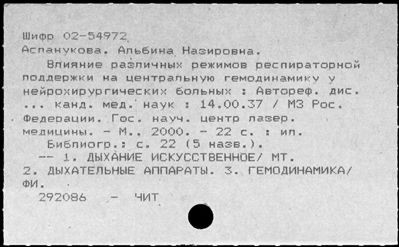 Шифр 02-54972
Аспанукова, Альбина Назировна.
Влияние различных режимов респираторной
поддержки на центральную гемодинамику у
нейрохирургических больных : Автореф. дис.
... канд. мед. наук : 14.00.37 / МЗ Рос.
Федерации. Гос. науч. центр лазер.
медицины. - М., 2000. - 22 с. : ил.
Библиогр.: с. 22 (5 назв.).
-- 1. ДЫХАНИЕ ИСКУССТВЕННОЕ/ МТ.
2. ДЫХАТЕЛЬНЫЕ АППАРАТЫ. 3. ГЕМОДИНАМИКА/
ФИ.
292086 - ЧИТ